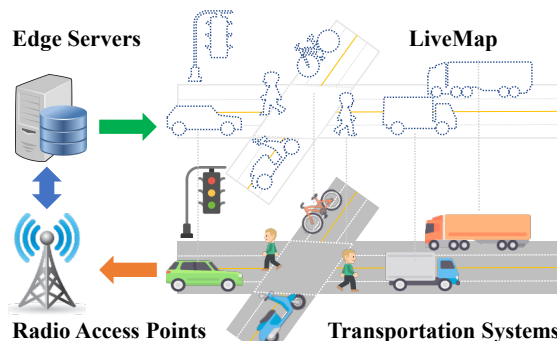 Edge Servers
LiveMap
Radio Access Points
Transportation Systems